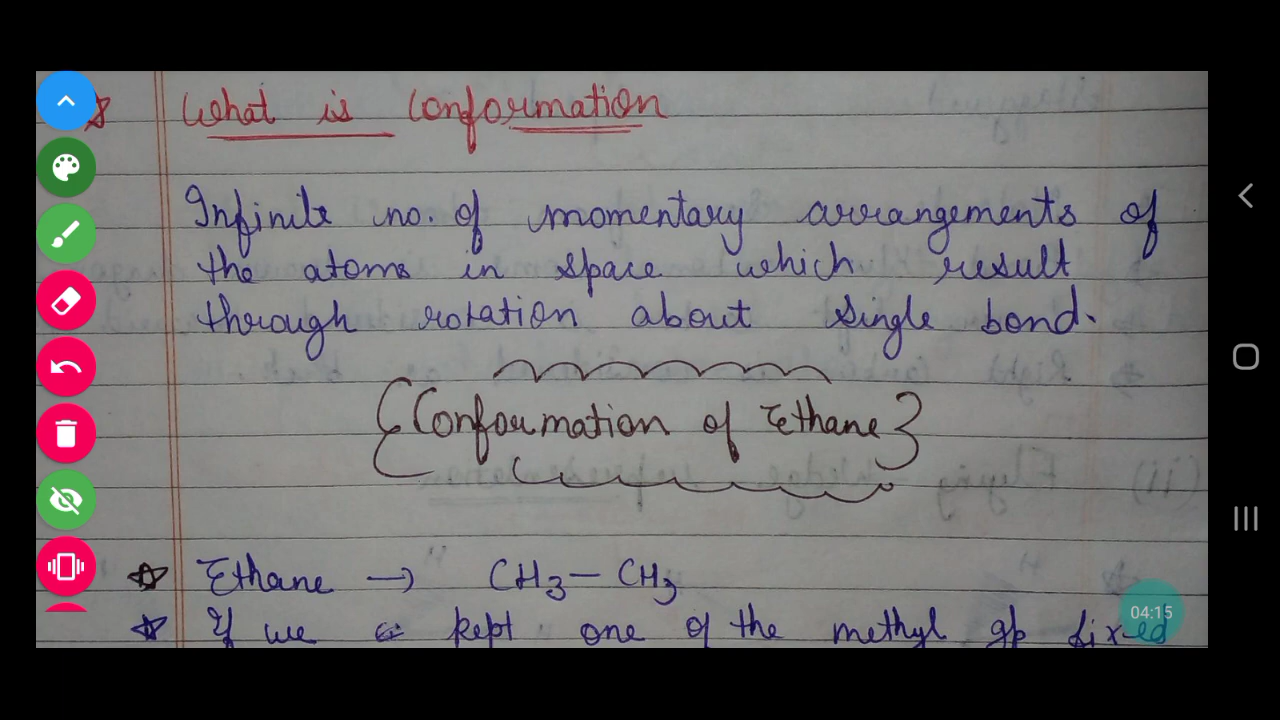 What is Conformation
Infinite no. of momentary arrangements of
the atoms in space which result
through rotation about single bond.
{Conformation of Ethane}
Ethane → CH3 – CH3
If we kept one of the methyl gp fixed
04:15